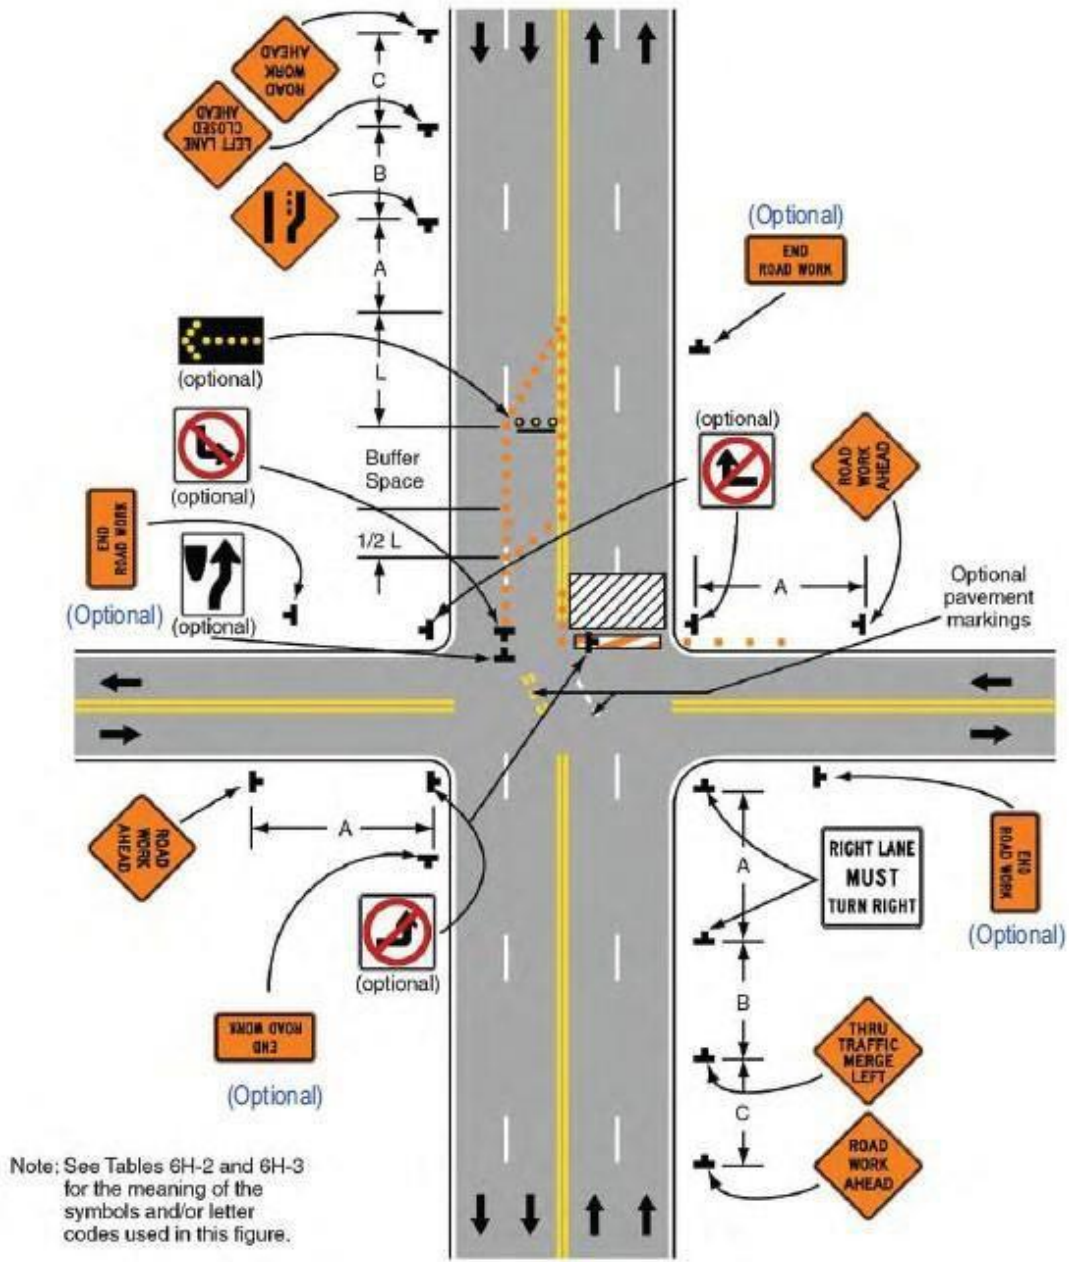 ROAD
WORK
AHEAD
C
LEFT LANE
CLOSED
AHEAD
B
A
(Optional)
END
ROAD WORK
L
(optional)
(optional)
ROAD
WORK
AHEAD
Buffer
Space
(optional)
END
ROAD WORK
1/2 L
(Optional)
(optional)
A
Optional
pavement
markings
ROAD
WORK
AHEAD
A
A
RIGHT LANE
MUST
TURN RIGHT
END
ROAD WORK
(Optional)
(optional)
END
ROAD WORK
(Optional)
B
THRU
TRAFFIC
MERGE
LEFT
C
ROAD
WORK
AHEAD
Note: See Tables 6H-2 and 6H-3
for the meaning of the
symbols and/or letter
codes used in this figure.